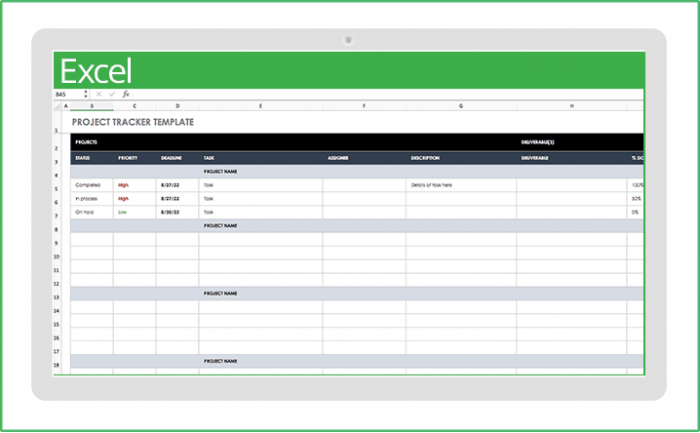 Excel
B45 fx
A B C D E F G H
1 PROJECT TRACKER TEMPLATE
2 PROJECTS DELIVERABLE(S)
3 STATUS PRIORITY DEADLINE TASK ASSIGNEE DESCRIPTION DELIVERABLE % DO
4 PROJECT NAME
5 Completed High 8/27/22 Task Details of task here 100%
6 In process High 8/27/22 Task 50%
7 On hold Low 8/30/22 Task 0%
8 PROJECT NAME
9
10
11
12
13 PROJECT NAME
14
15
16
17
18 PROJECT NAME